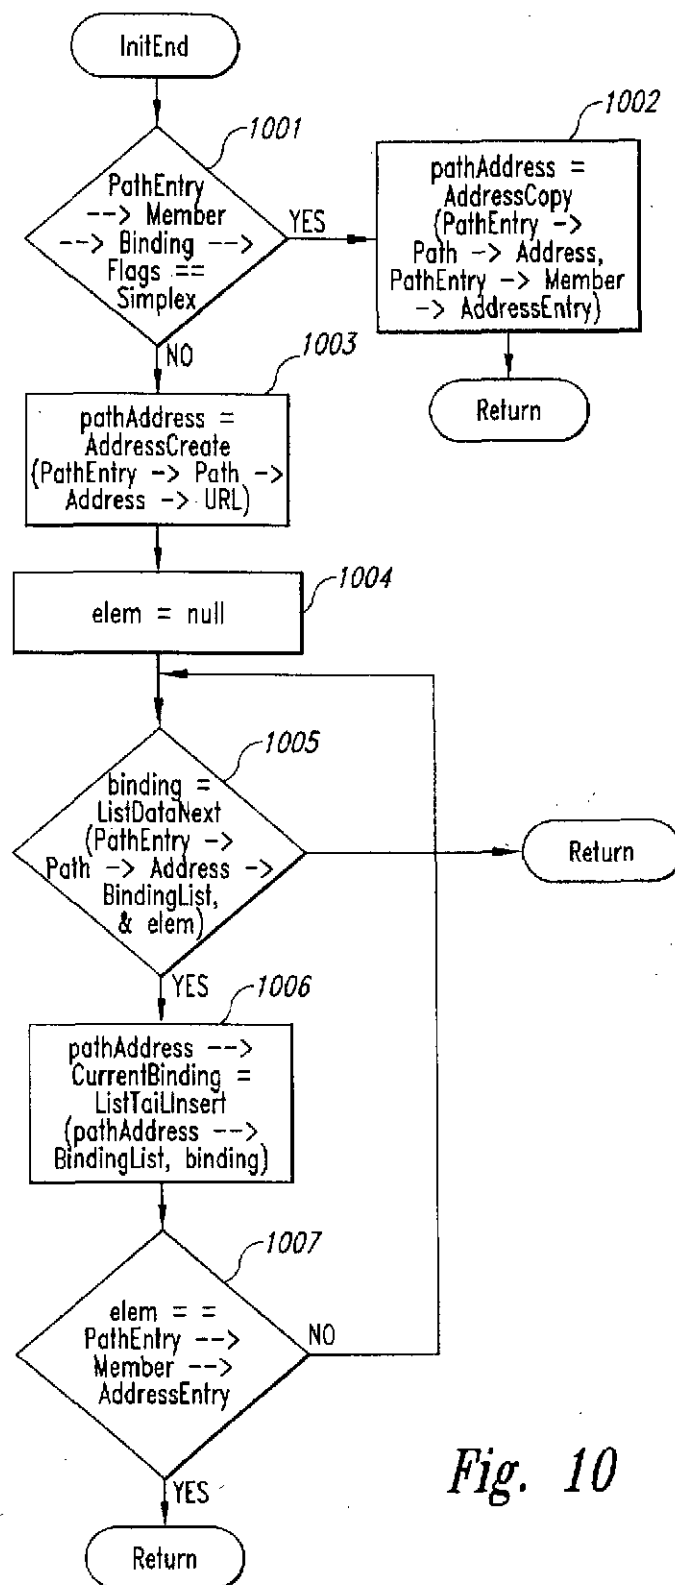 InitEnd
1001
PathEntry
--> Member
--> Binding -->
Flags ==
Simplex
YES
NO
1002
pathAddress =
AddressCopy
(PathEntry ->
Path -> Address,
PathEntry -> Member
-> AddressEntry)
Return
1003
pathAddress =
AddressCreate
(PathEntry -> Path ->
Address -> URL)
1004
elem = null
1005
binding =
ListDataNext
(PathEntry ->
Path -> Address ->
BindingList,
& elem)
Return
YES
1006
pathAddress -->
CurrentBinding =
ListTailInsert
(pathAddress -->
BindingList, binding)
1007
elem = =
PathEntry -->
Member -->
AddressEntry
NO
YES
Return
Fig. 10